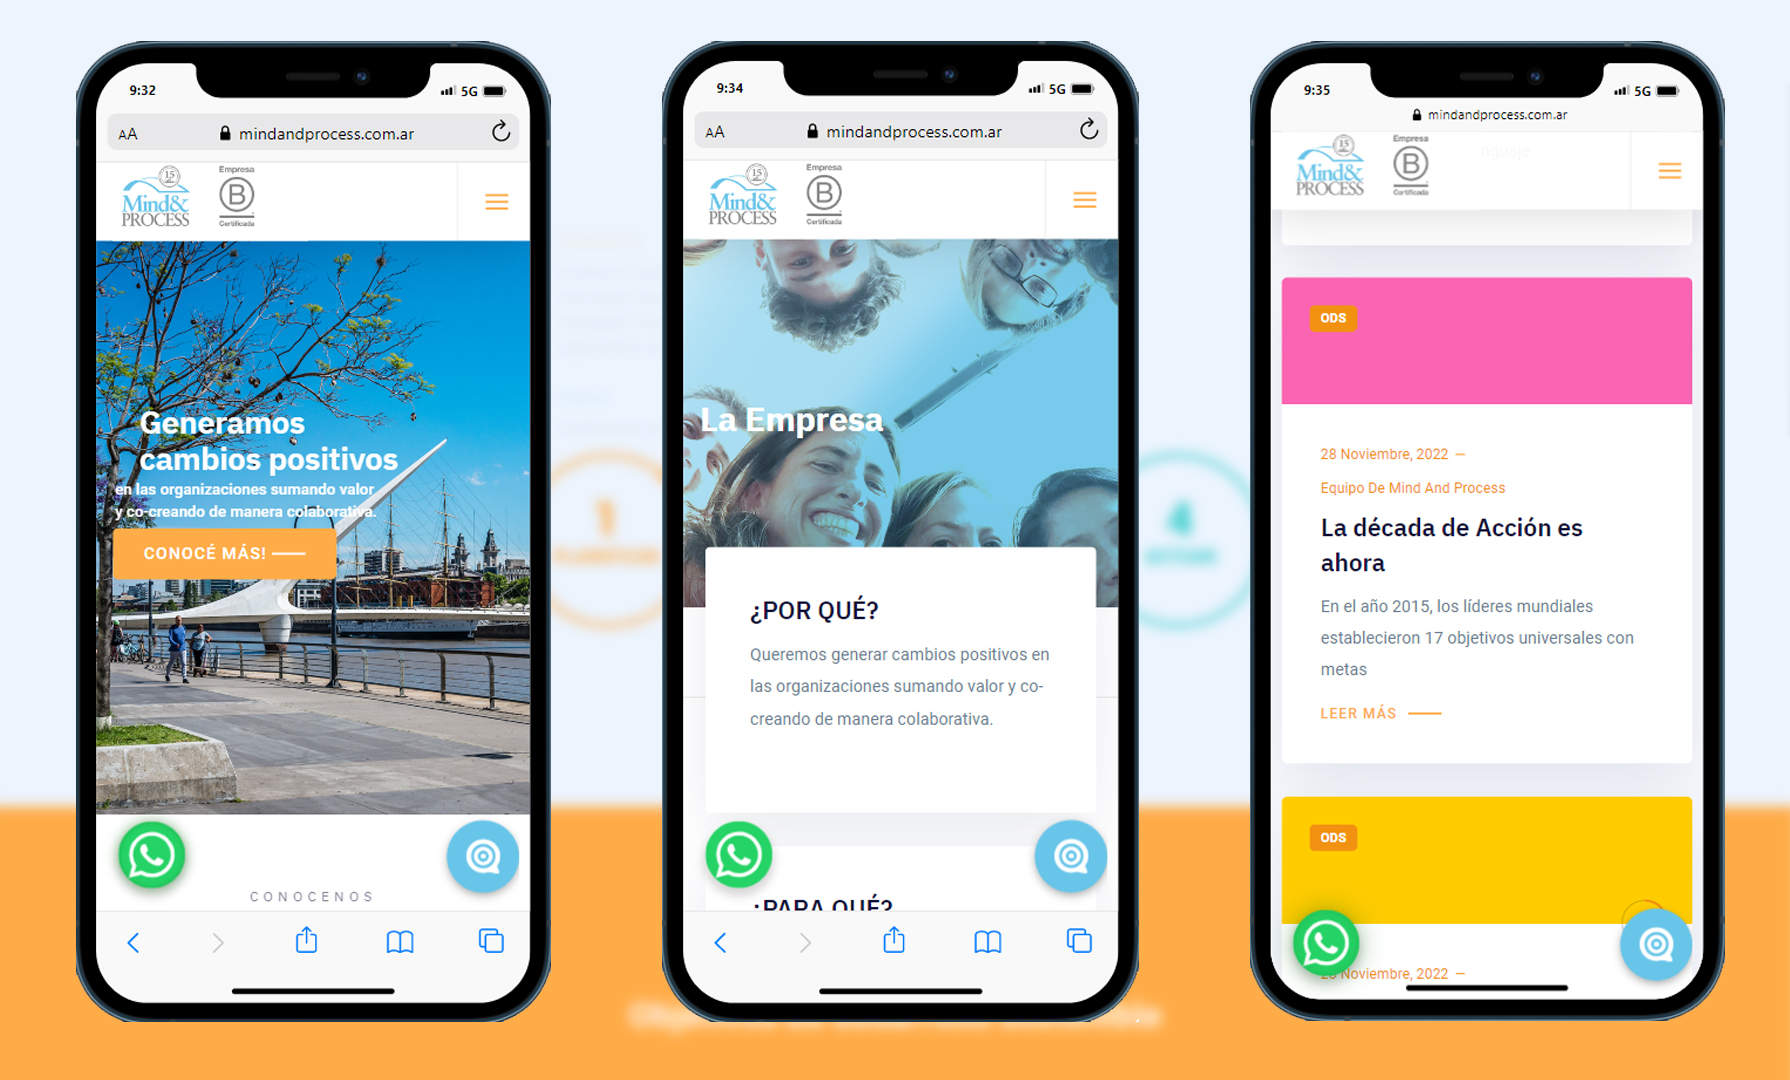 9:32
5G
AA
mindandprocess.com.ar
15
Mind&
PROCESS
Empresa
B
Certificada
Generamos
cambios positivos
en las organizaciones sumando valor
y co-creando de manera colaborativa.
CONOCÉ MÁS!
CONOCENOS
9:34
5G
AA
mindandprocess.com.ar
15
Mind&
PROCESS
Empresa
B
Certificada
La Empresa
¿POR QUÉ?
Queremos generar cambios positivos en
las organizaciones sumando valor y co-
creando de manera colaborativa.
¿PARA QUÉ?
9:35
5G
mindandprocess.com.ar
15
Mind&
PROCESS
Empresa
B
Certificada
nguaje
ODS
28 Noviembre, 2022 —
Equipo De Mind And Process
La década de Acción es
ahora
En el año 2015, los líderes mundiales
establecieron 17 objetivos universales con
metas
LEER MÁS
ODS
28 Noviembre, 2022 —
1
4